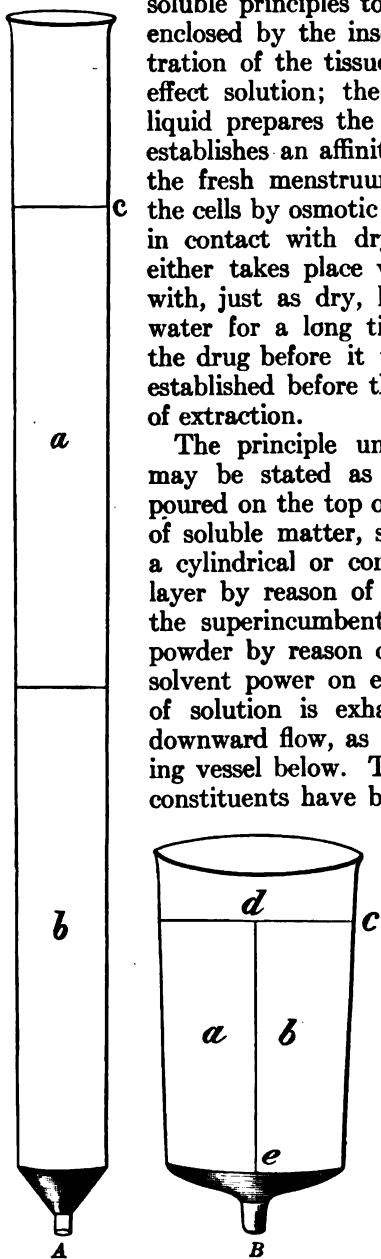 soluble principles to
enclosed by the inso
tration of the tissue
effect solution; the
liquid prepares the
establishes an affinit
the fresh menstruum
the cells by osmotic
in contact with dr
either takes place
with, just as dry,
water for a long ti
the drug before it
established before th
of extraction.
The principle un
may be stated as
poured on the top o
of soluble matter, s
a cylindrical or con
layer by reason of
the superincumbent
powder by reason o
solvent power on e
of solution is exha
downward flow, as
ing vessel below. T
constituents have b
c
a
b
A
d
c
a b
e
B